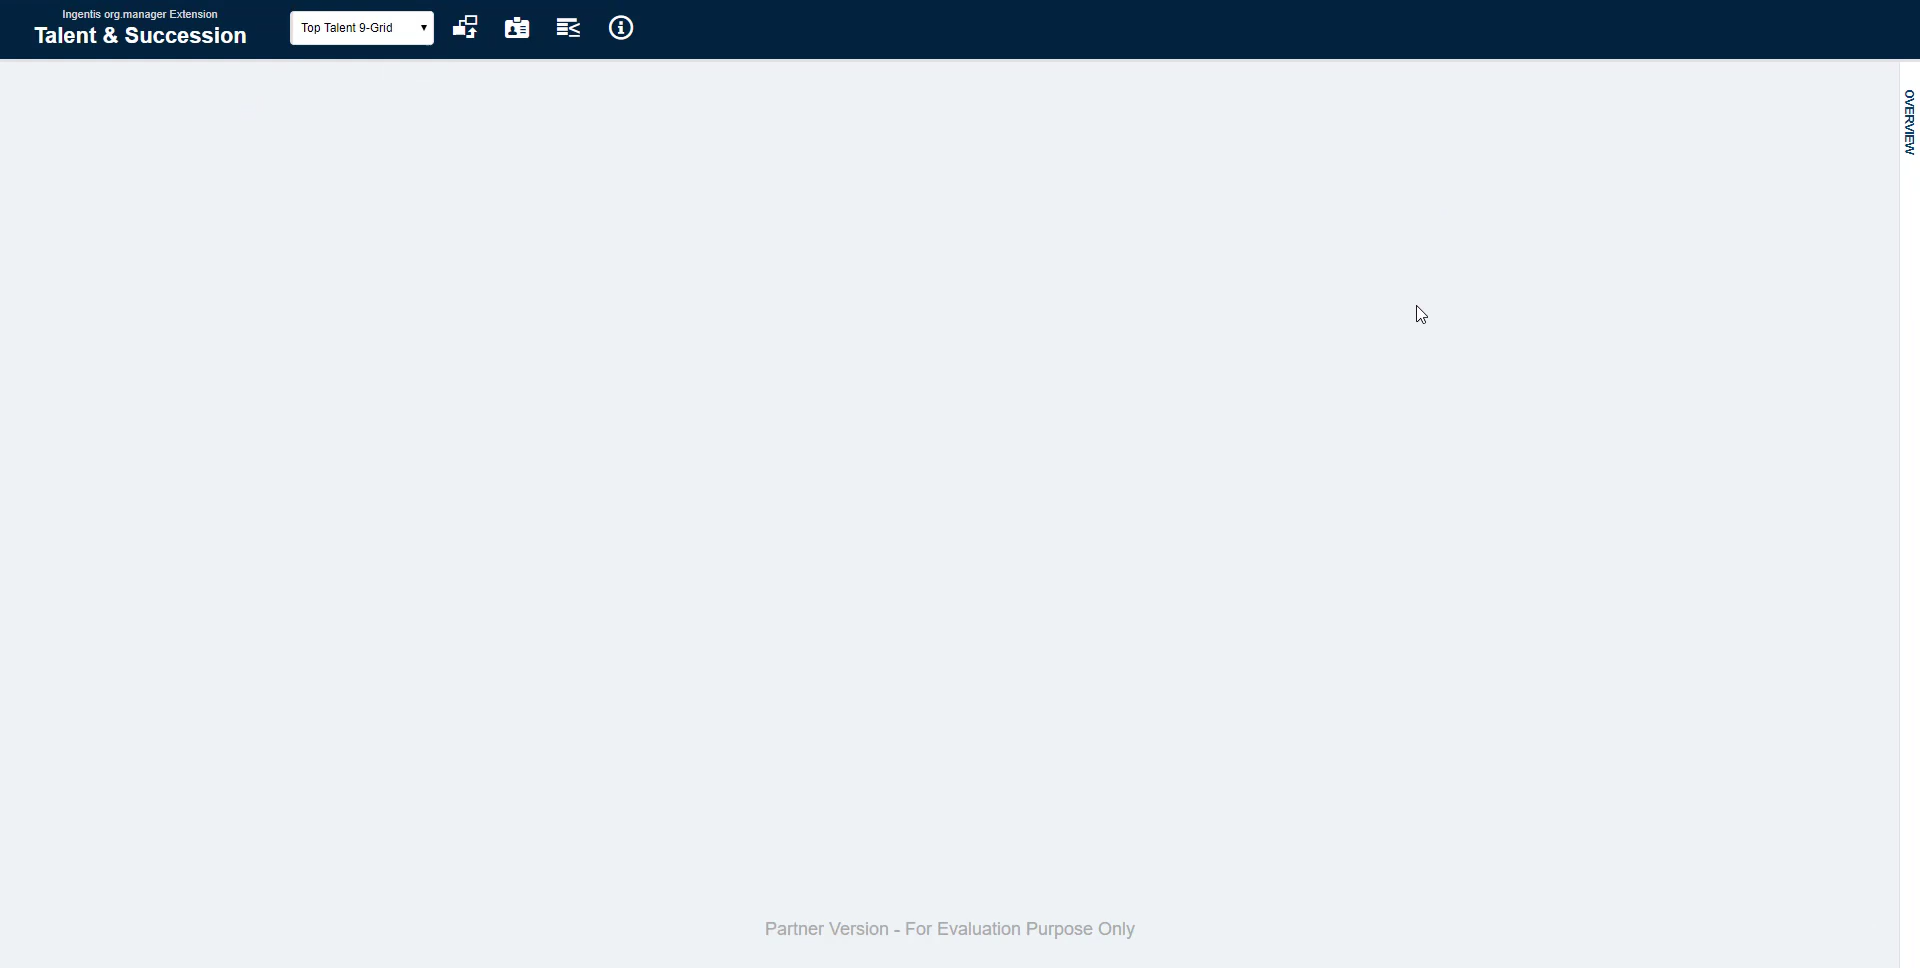 Ingentis org.manager Extension
Talent & Succession
Top Talent 9-Grid
OVERVIEW
Partner Version - For Evaluation Purpose Only